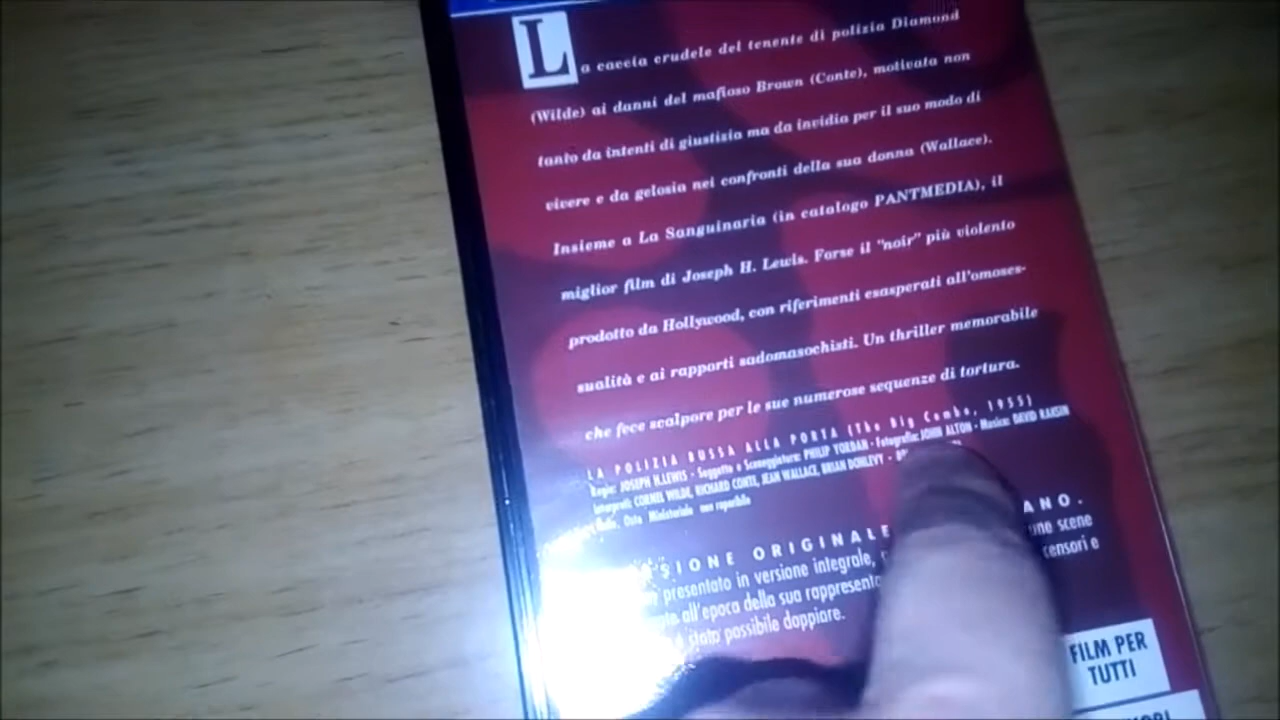 La caccia crudele del tenente di polizia Diamond
(Wilde) ai danni del mafioso Brown (Conte), motivata non
tanto da intenti di giustizia ma da invidia per il suo modo di
vivere e da gelosia nei confronti della sua donna (Wallace).
Insieme a La Sanguinaria (in catalogo PANTMEDIA), il
miglior film di Joseph H. Lewis. Forse il "noir" più violento
prodotto da Hollywood, con riferimenti esasperati all'omoses-
sualità e ai rapporti sadomasochisti. Un thriller memorabile
che fece scalpore per le sue numerose sequenze di tortura.
LA POLIZIA BUSSA ALLA PORTA (The Big Combo, 1955)
Regia: JOSEPH H.LEWIS - Soggetto e Sceneggiatura: PHILIP YORDAN - Fotografia: JOHN ALTON - Musica: DAVID RAKSIN
Interpreti: CORNEL WILDE, RICHARD CONTE, JEAN WALLACE, BRIAN DONLEVY -
Ministeriale non reperibile
SIONE ORIGINALE ANO.
presentato in versione integrale, une scene
all'epoca della sua rappresenta censori e
stato possibile doppiare.
FILM PER
TUTTI